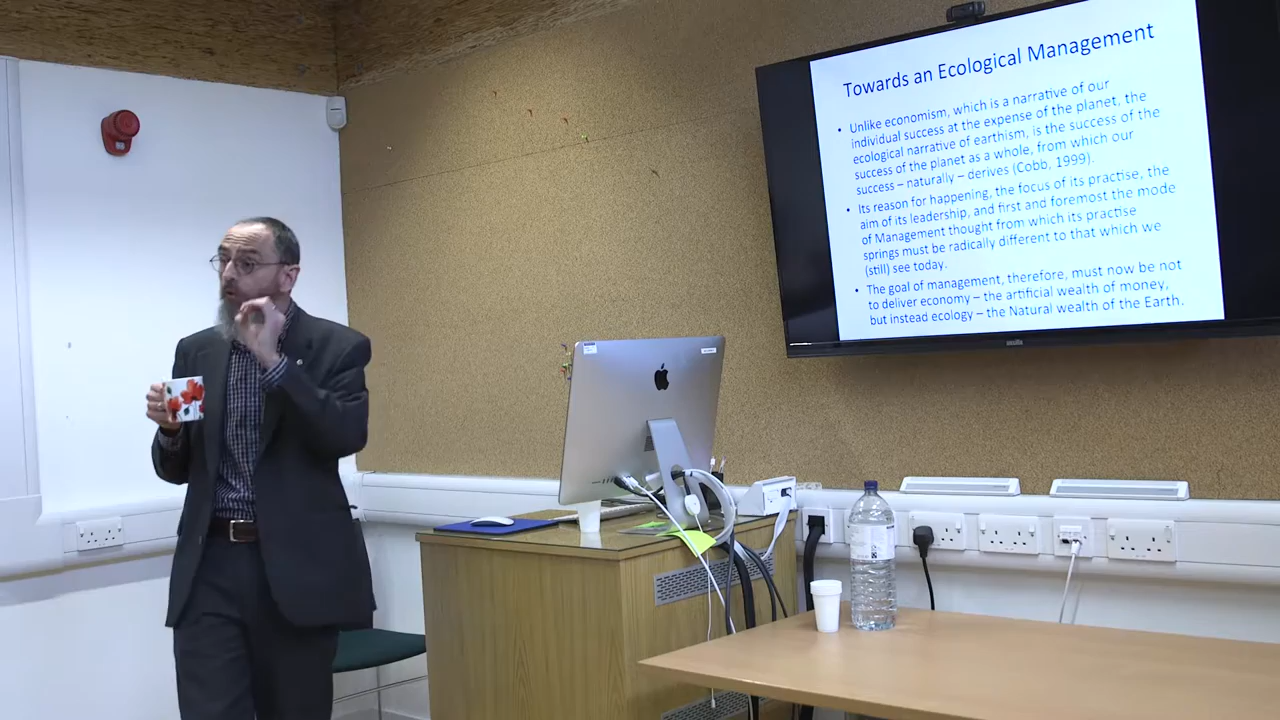 Towards an Ecological Management
• Unlike economism, which is a narrative of our
individual success at the expense of the planet, the
ecological narrative of earthism, is the success of the
success of the planet as a whole, from which our
success – naturally – derives (Cobb, 1999).
• Its reason for happening, the focus of its practise, the
aim of its leadership, and first and foremost the mode
of Management thought from which its practise
springs must be radically different to that which we
(still) see today.
• The goal of management, therefore, must now be not
to deliver economy – the artificial wealth of money,
but instead ecology – the Natural wealth of the Earth.